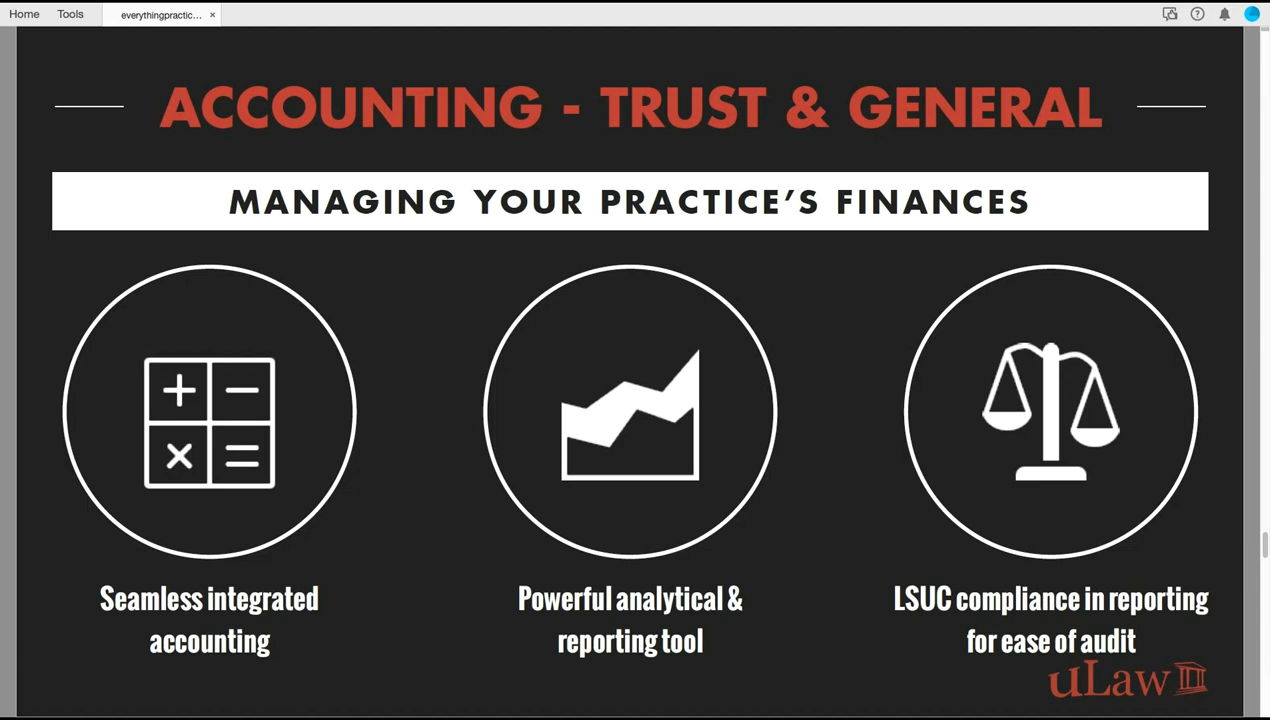 Home Tools everythingpractic... ×
ACCOUNTING - TRUST & GENERAL
MANAGING YOUR PRACTICE’S FINANCES
Seamless integrated
accounting
Powerful analytical &
reporting tool
LSUC compliance in reporting
for ease of audit
uLaw